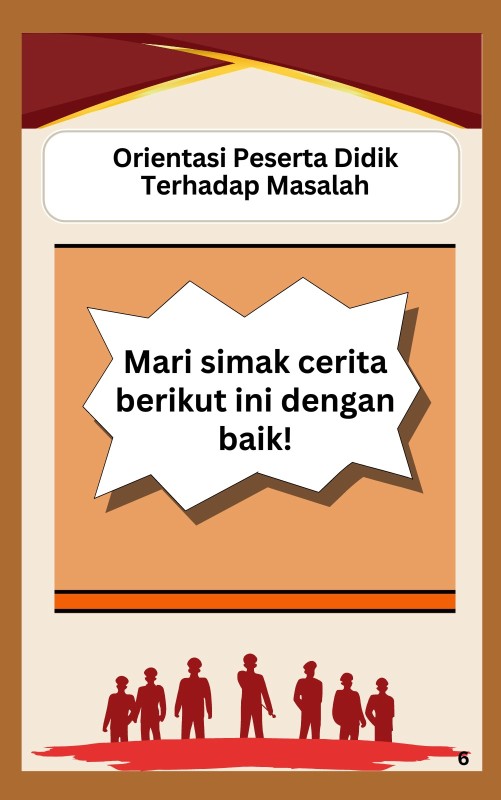 Orientasi Peserta Didik
Terhadap Masalah
Mari simak cerita
berikut ini dengan
baik!
6